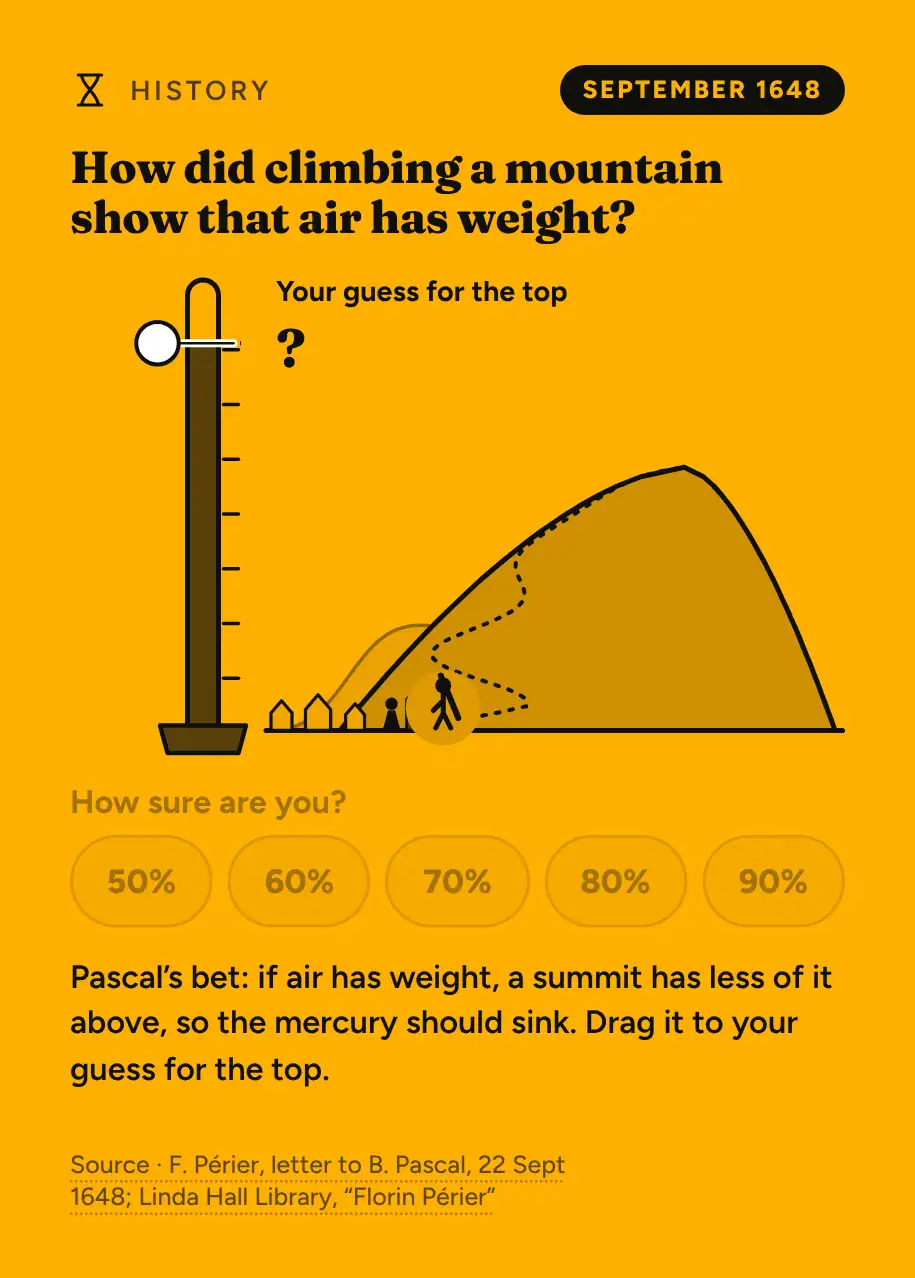 HISTORY
SEPTEMBER 1648
How did climbing a mountain
show that air has weight?
Your guess for the top
?
How sure are you?
50%
60%
70%
80%
90%
Pascal’s bet: if air has weight, a summit has less of it
above, so the mercury should sink. Drag it to your
guess for the top.
Source · F. Périer, letter to B. Pascal, 22 Sept
1648; Linda Hall Library, “Florin Périer”